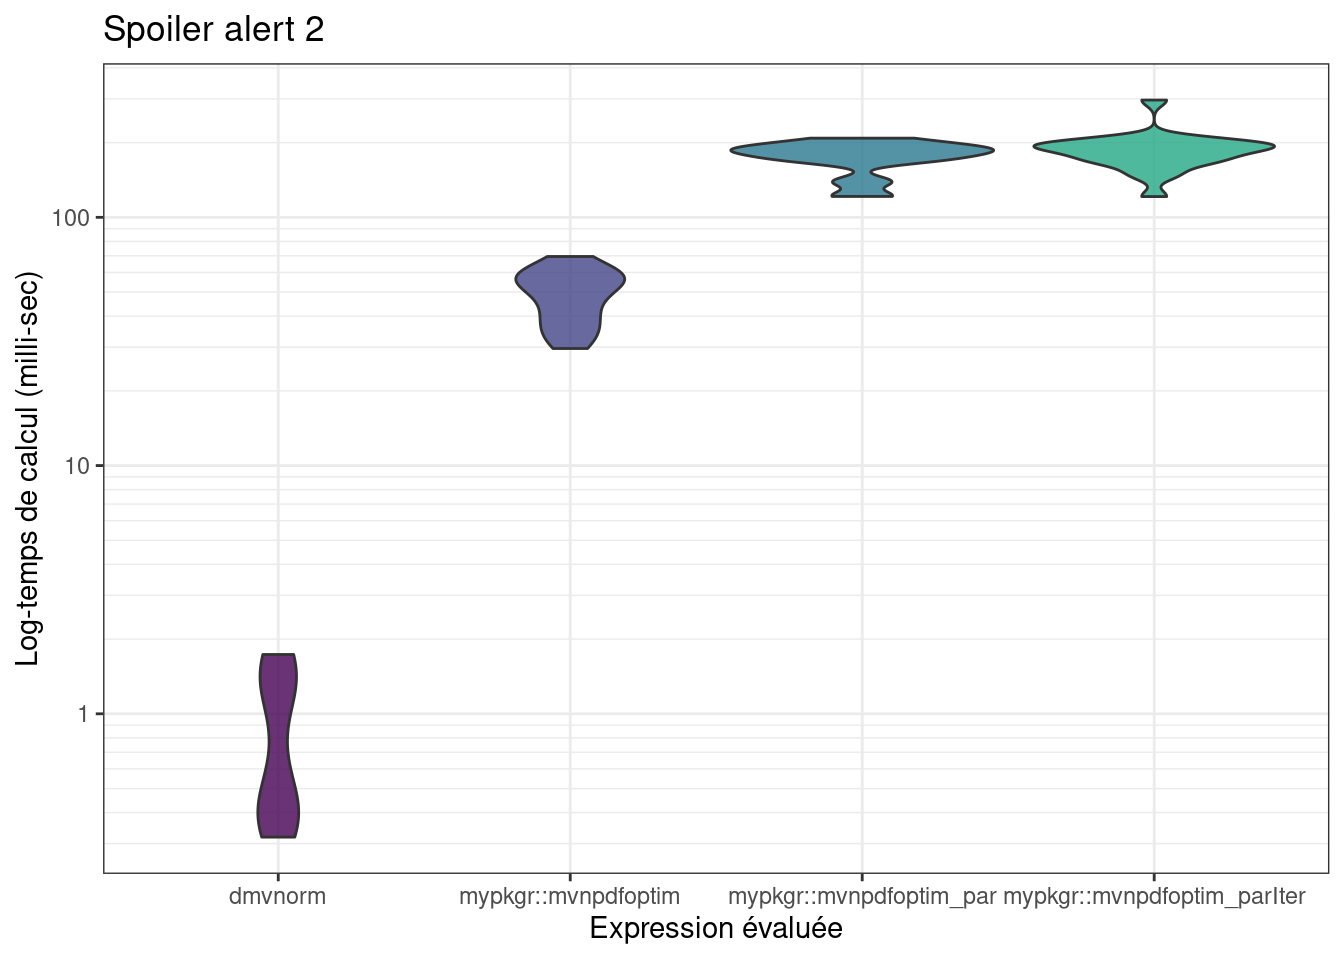 Spoiler alert 2
Log-temps de calcul (milli-sec)
100
10
1
dmvnorm
mypkgr::mvnpdfoptim
mypkgr::mvnpdfoptim_par
mypkgr::mvnpdfoptim_parIter
Expression évaluée